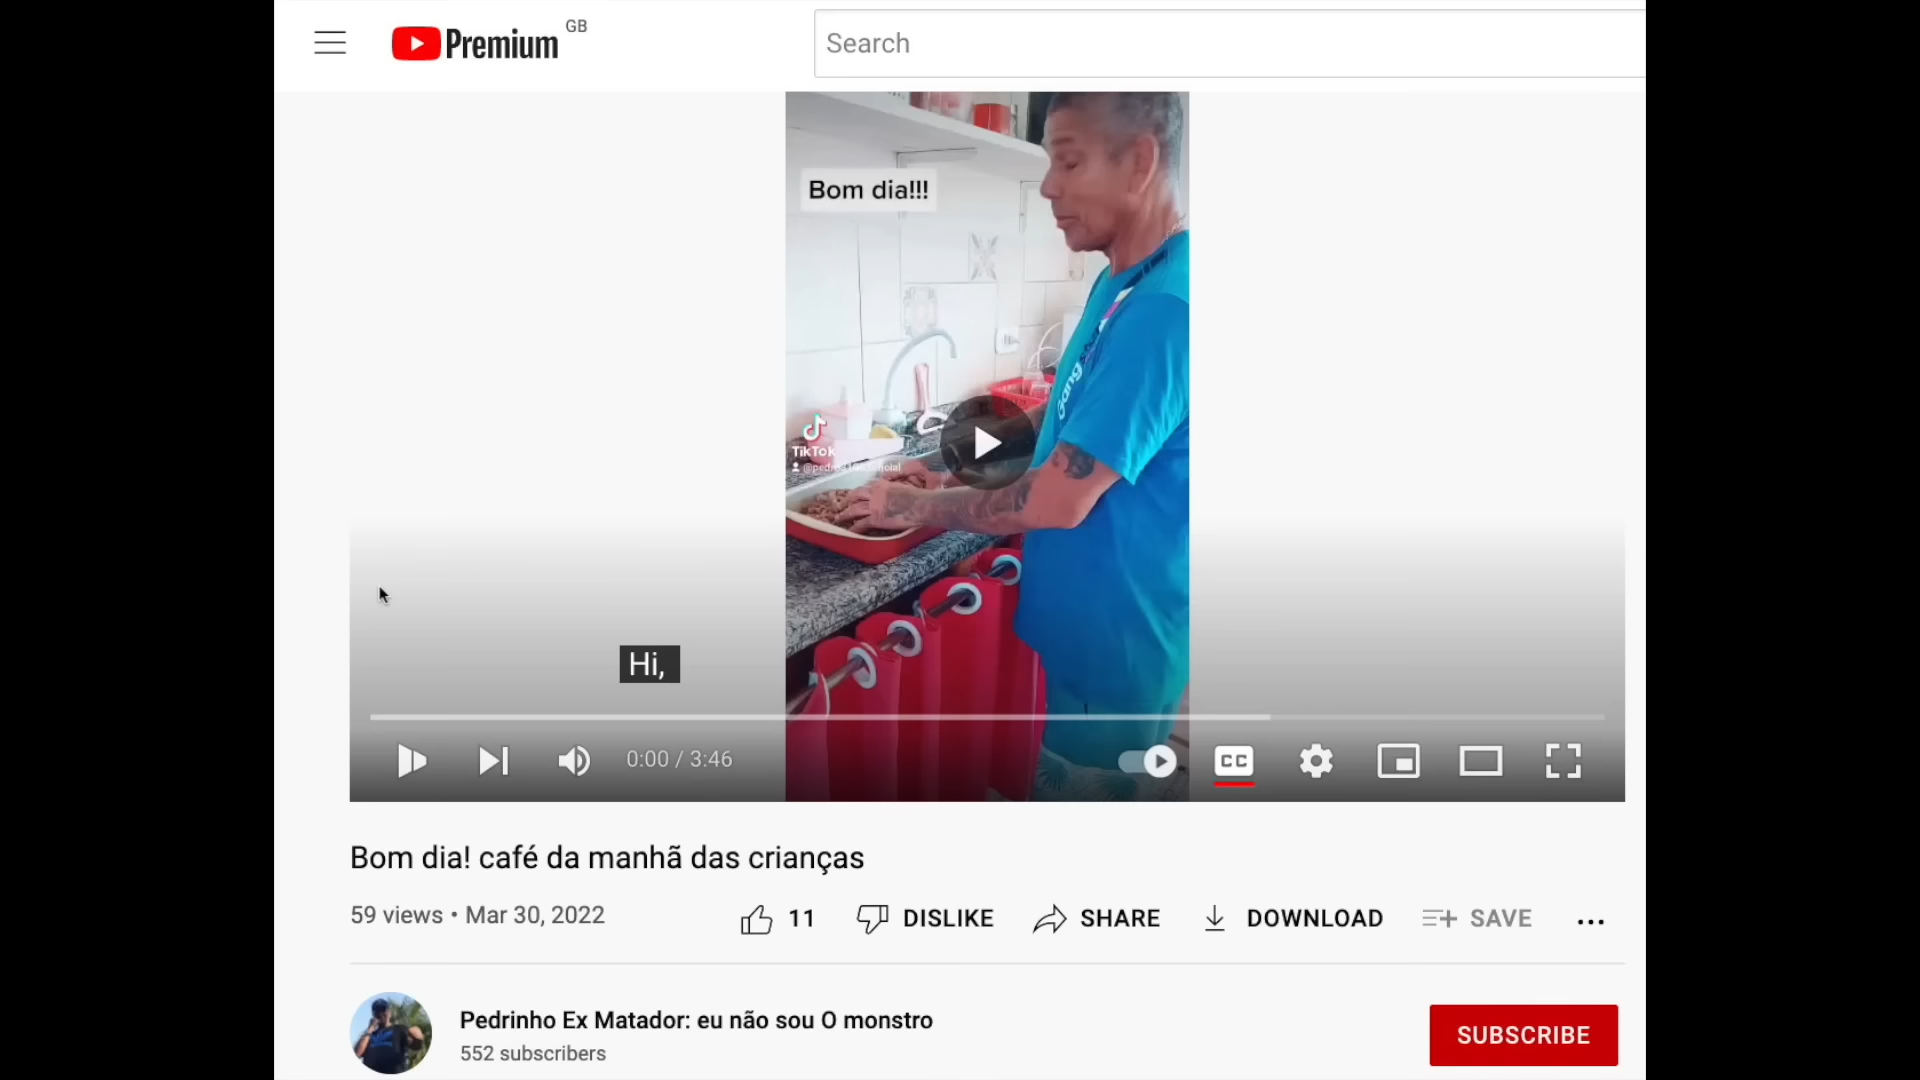 Premium GB
Search
Bom dia!!!
Gang
TikTok
Hi,
0:00 / 3:46
CC
Bom dia! café da manhã das crianças
59 views • Mar 30, 2022
11
DISLIKE
SHARE
DOWNLOAD
SAVE
Pedrinho Ex Matador: eu não sou O monstro
552 subscribers
SUBSCRIBE